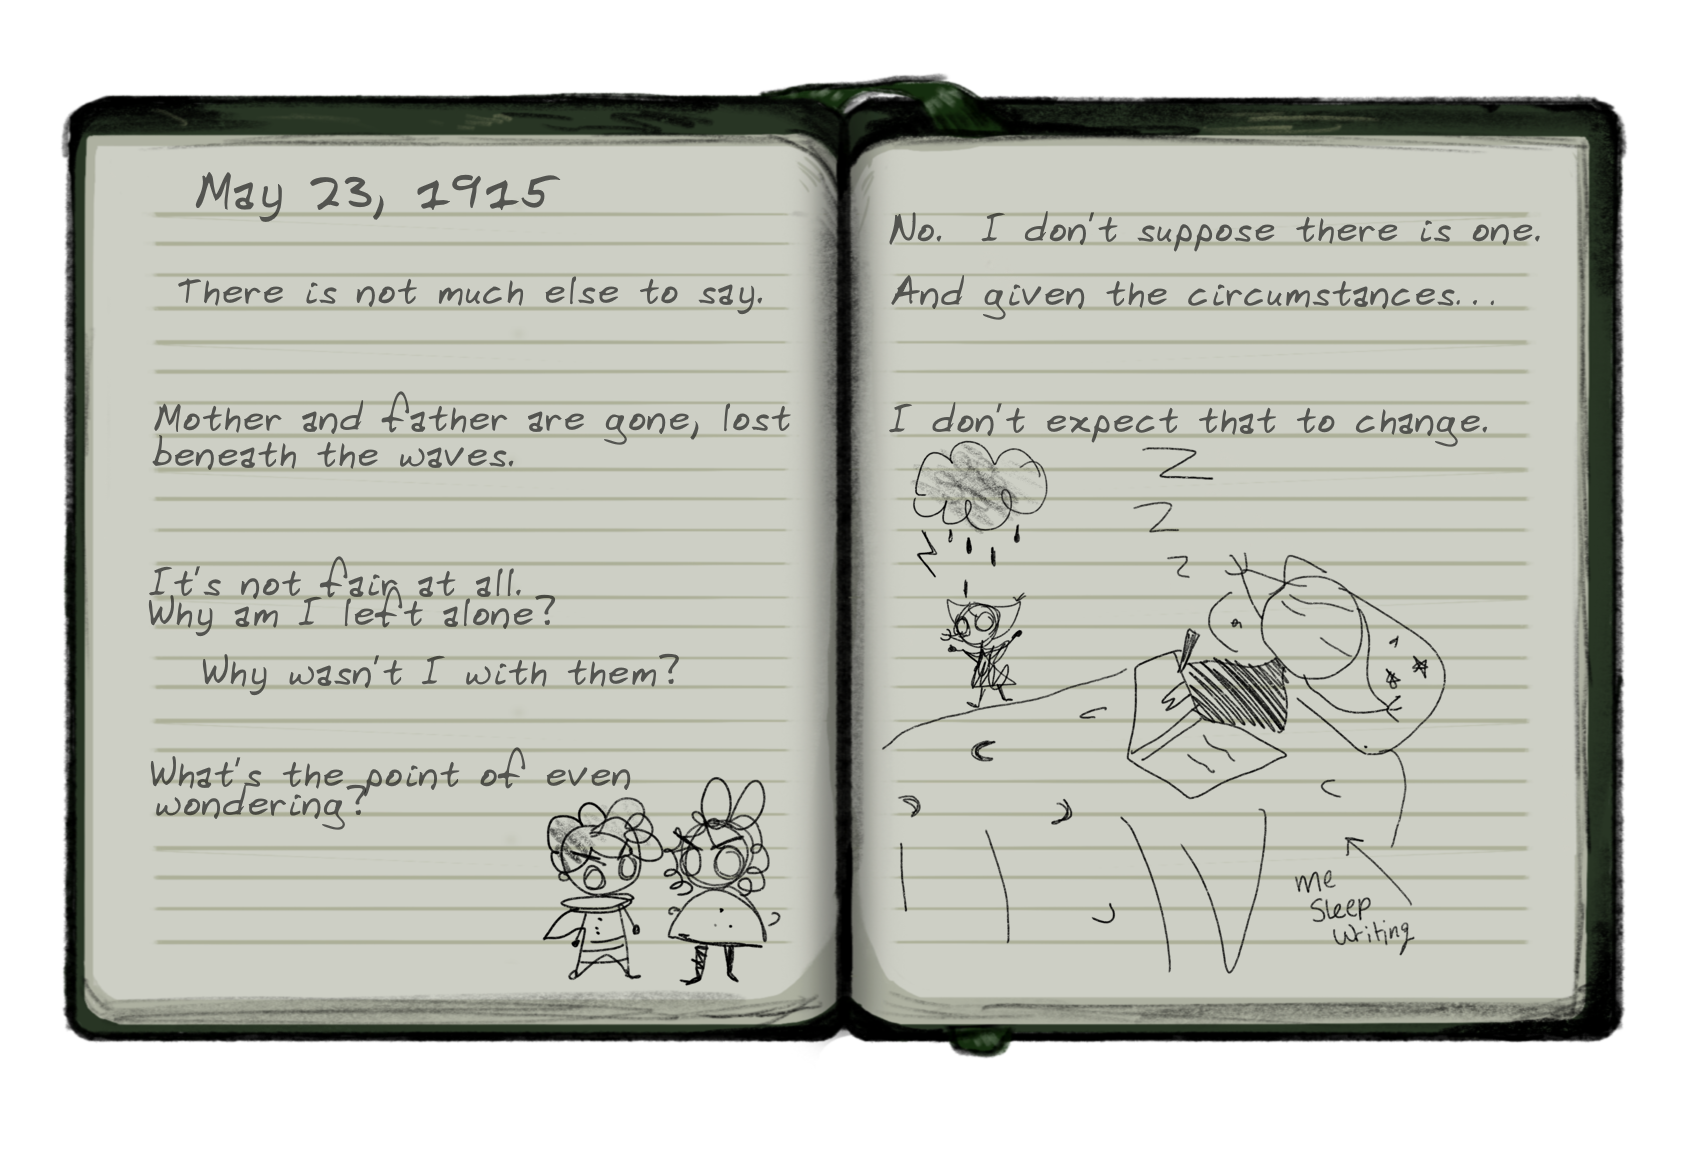 May 23, 1915
There is not much else to say.
Mother and father are gone, lost
beneath the waves.
It's not fair at all.
Why am I left alone?
Why wasn't I with them?
What's the point of even
wondering?
No. I don't suppose there is one.
And given the circumstances...
I don't expect that to change.
Z
Z
Z
Me
Sleep
Writing